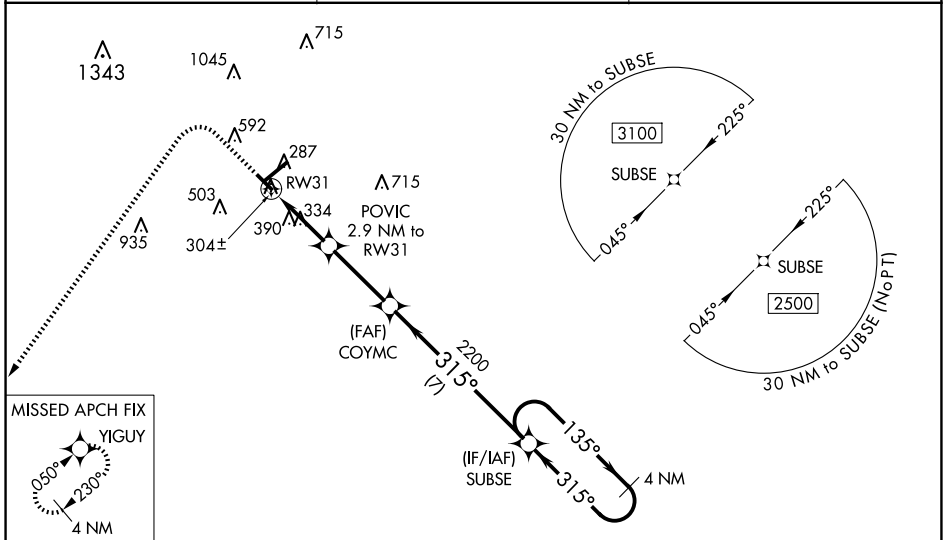 1343
1045
715
592
287
RW31
503
935
304±
390
334
715
POVIC
2.9 NM to
RW31
(FAF)
COYMC
2200
315°
(7)
(IF/IAF)
SUBSE
135°
315°
4 NM
30 NM to SUBSE
3100
SUBSE
225°
045°
225°
SUBSE
045°
2500
30 NM to SUBSE (NoPT)
MISSED APCH FIX
YIGUY
050°
230°
4 NM